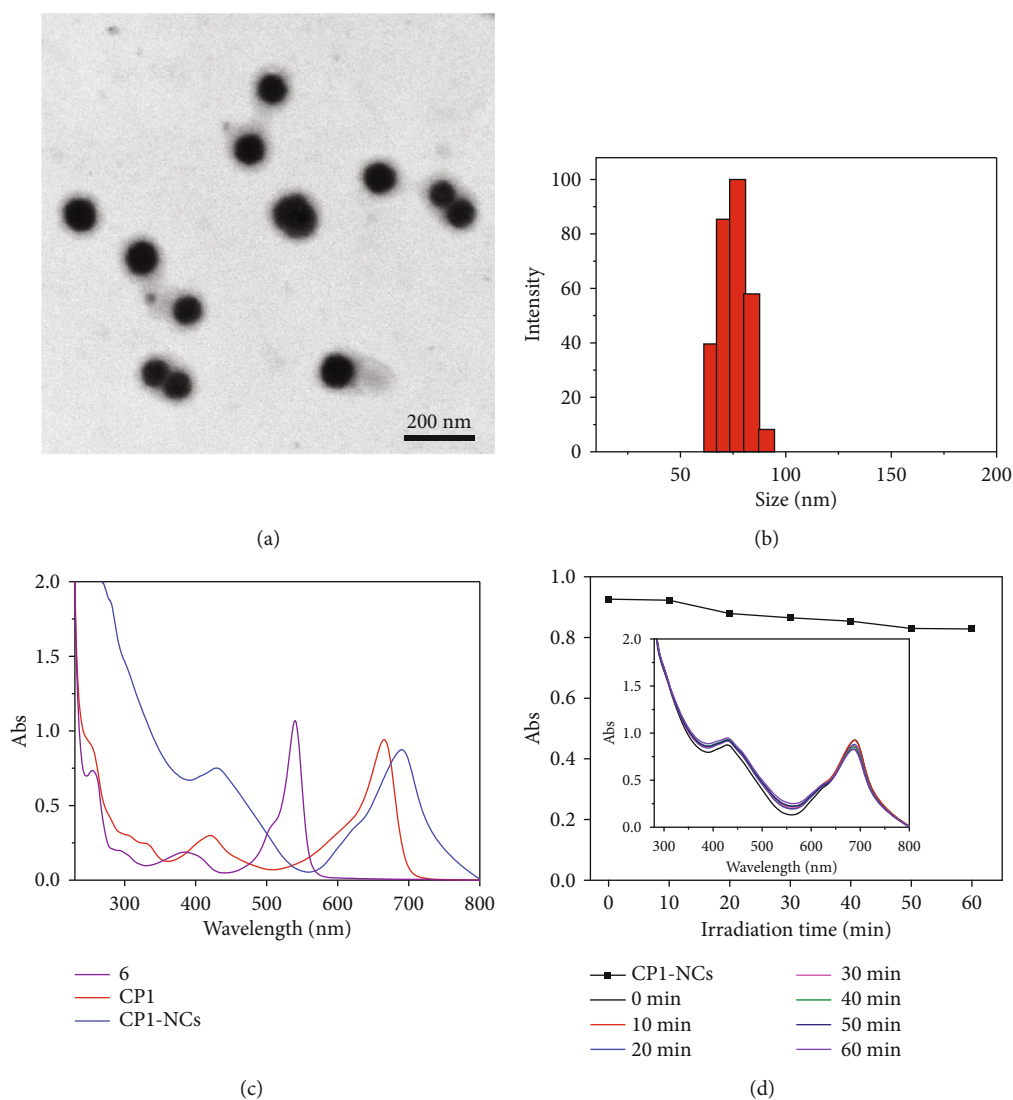 200 nm
(a)
100
80
60
40
20
0
Intensity
50
100
150
200
Size (nm)
(b)
2.0
1.5
1.0
0.5
0.0
Abs
300
400
500
600
700
800
Wavelength (nm)
6
CP1
CP1-NCs
(c)
1.0
0.8
0.6
0.4
0.2
0.0
Abs
2.0
1.5
1.0
0.5
0.0
Abs
300
400
500
600
700
800
Wavelength (nm)
0
10
20
30
40
50
60
Irradiation time (min)
CP1-NCs
0 min
10 min
20 min
30 min
40 min
50 min
60 min
(d)